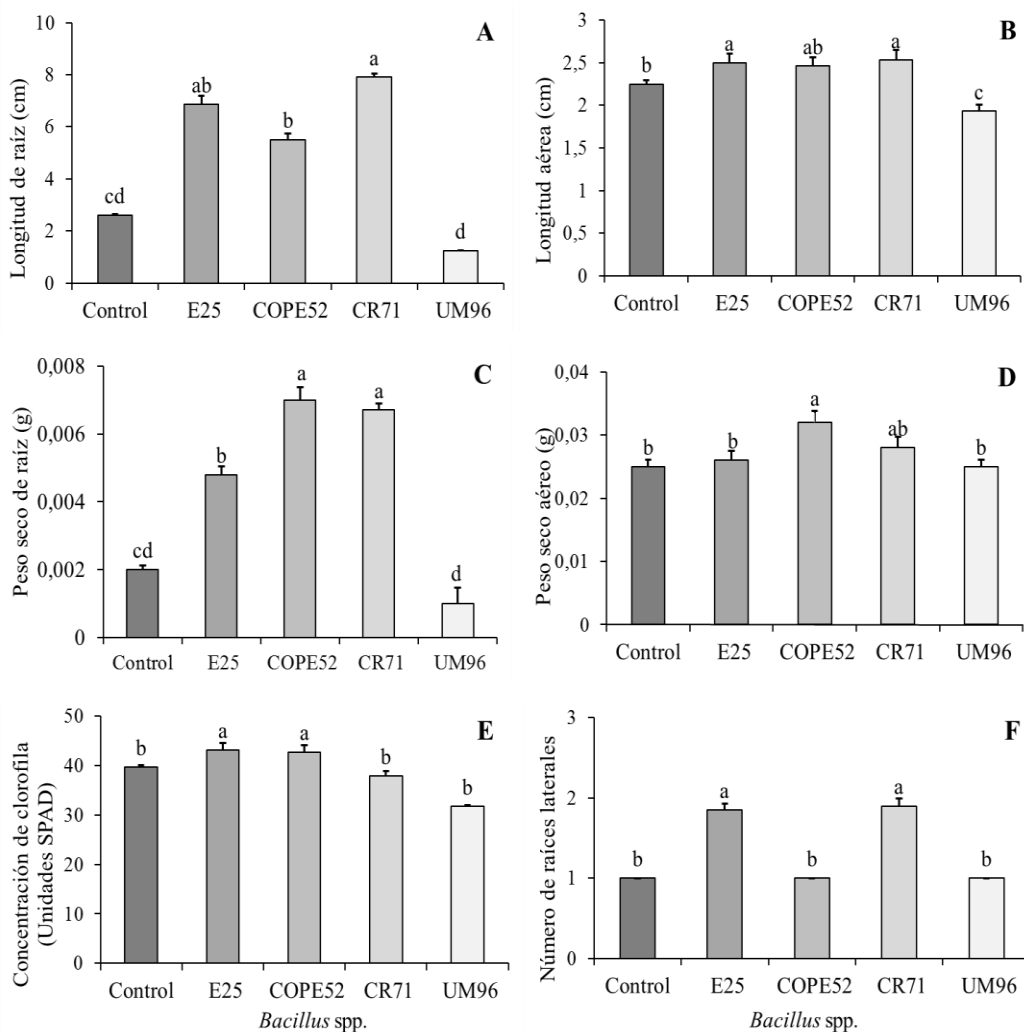 A
Longitud de raíz (cm)
10
8
6
4
2
0
cd
ab
b
a
d
Control E25 COPE52 CR71 UM96
B
Longitud aérea (cm)
3
2,5
2
1,5
1
0,5
0
b
a
ab
a
c
Control E25 COPE52 CR71 UM96
C
Peso seco de raíz (g)
0,008
0,006
0,004
0,002
0
cd
b
a
a
d
Control E25 COPE52 CR71 UM96
D
Peso seco aéreo (g)
0,04
0,03
0,02
0,01
0
b
b
a
ab
b
Control E25 COPE52 CR71 UM96
E
Concentración de clorofila
(Unidades SPAD)
50
40
30
20
10
0
b
a
a
b
b
Control E25 COPE52 CR71 UM96
Bacillus spp.
F
Número de raíces laterales
3
2
1
0
b
a
b
a
b
Control E25 COPE52 CR71 UM96
Bacillus spp.